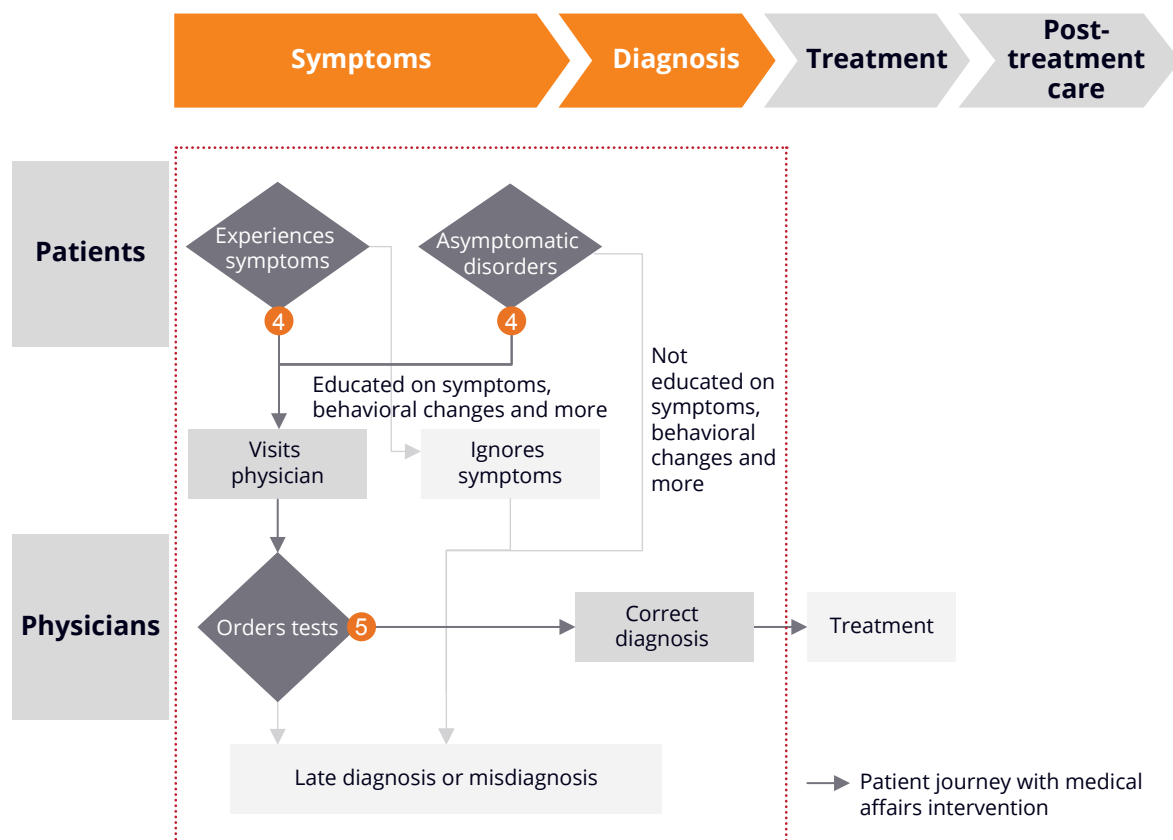 Symptoms
Diagnosis
Treatment
Post-
treatment
care
Patients
Experiences
symptoms
Asymptomatic
disorders
4
4
Educated on symptoms,
behavioral changes and more
Not
educated on
symptoms,
behavioral
changes and
more
Visits
physician
Ignores
symptoms
Physicians
Orders tests
5
Correct
diagnosis
Treatment
Late diagnosis or misdiagnosis
Patient journey with medical
affairs intervention